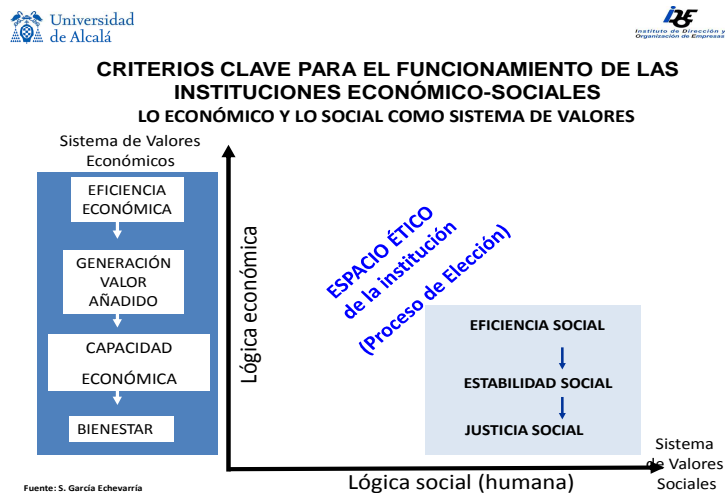 Universidad
de Alcalá
Instituto de Dirección y
Organización de Empresas
CRITERIOS CLAVE PARA EL FUNCIONAMIENTO DE LAS
INSTITUCIONES ECONÓMICO-SOCIALES
LO ECONÓMICO Y LO SOCIAL COMO SISTEMA DE VALORES
Sistema de Valores
Económicos
EFICIENCIA
ECONÓMICA
GENERACIÓN
VALOR
AÑADIDO
CAPACIDAD
ECONÓMICA
BIENESTAR
Lógica económica
ESPACIO ÉTICO
de la institución
(Proceso de Elección)
EFICIENCIA SOCIAL
ESTABILIDAD SOCIAL
JUSTICIA SOCIAL
Sistema
de Valores
Sociales
Lógica social (humana)
Fuente: S. García Echevarría